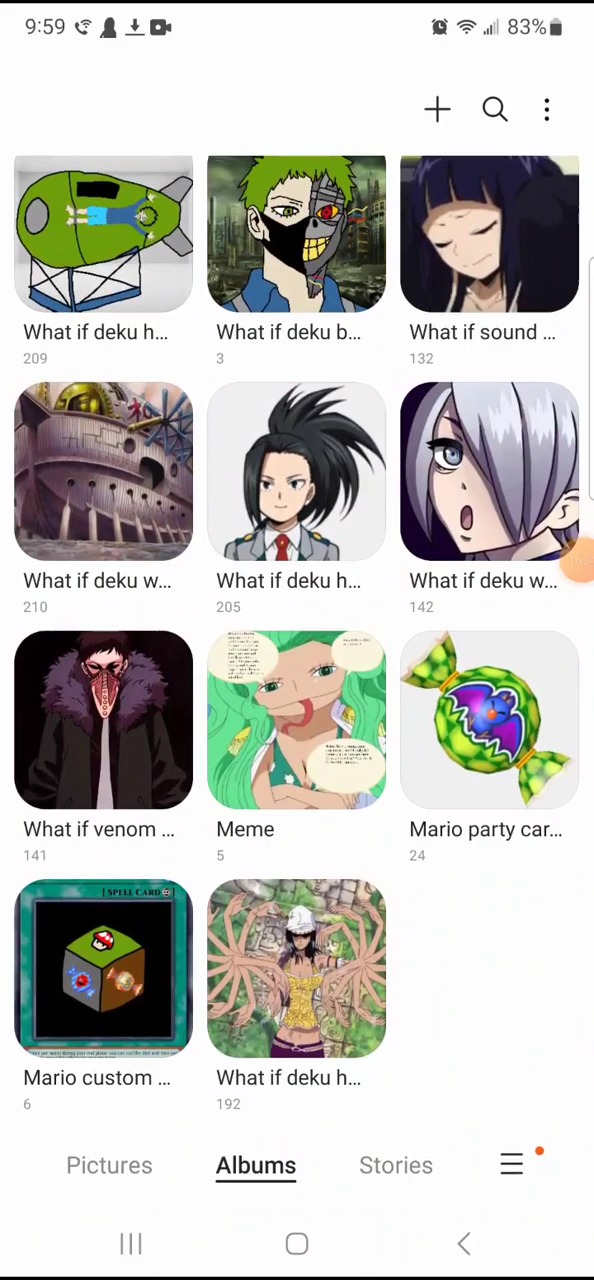 9:59
83%
What if deku h...
What if deku b...
What if sound ...
209
3
132
What if deku w...
What if deku h...
What if deku w...
210
205
142
What if venom ...
Meme
Mario party car...
141
5
24
[ SPELL CARD
Mario custom ...
What if deku h...
6
192
Pictures
Albums
Stories